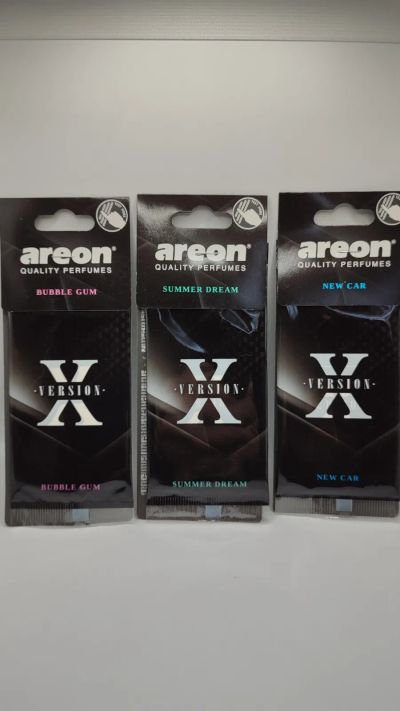 areon®
QUALITY PERFUMES
BUBBLE GUM
X
·VERSION·
BUBBLE GUM
areon®
QUALITY PERFUMES
SUMMER DREAM
X
·VERSION·
SUMMER DREAM
areon®
QUALITY PERFUMES
NEW CAR
X
·VERSION·
NEW CAR